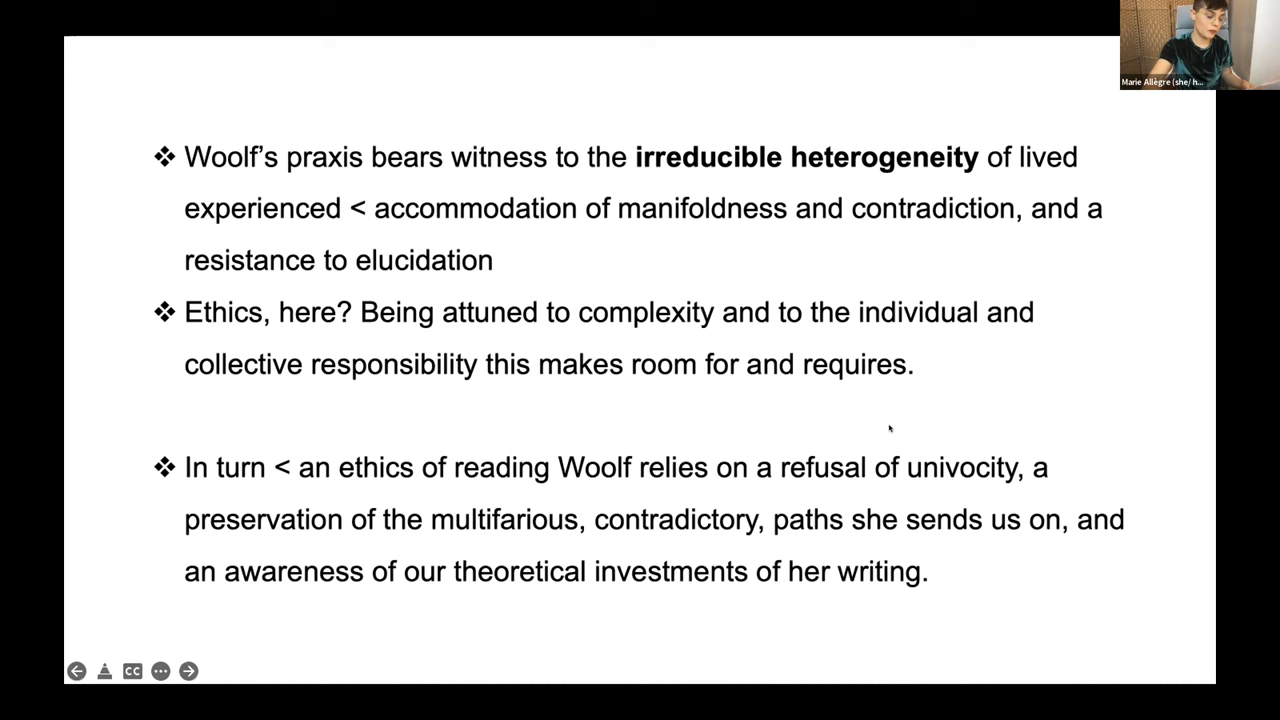 Marie Allègre (she/ h...
❖ Woolf's praxis bears witness to the irreducible heterogeneity of lived
experienced < accommodation of manifoldness and contradiction, and a
resistance to elucidation
❖ Ethics, here? Being attuned to complexity and to the individual and
collective responsibility this makes room for and requires.
❖ In turn < an ethics of reading Woolf relies on a refusal of univocity, a
preservation of the multifarious, contradictory, paths she sends us on, and
an awareness of our theoretical investments of her writing.
CC